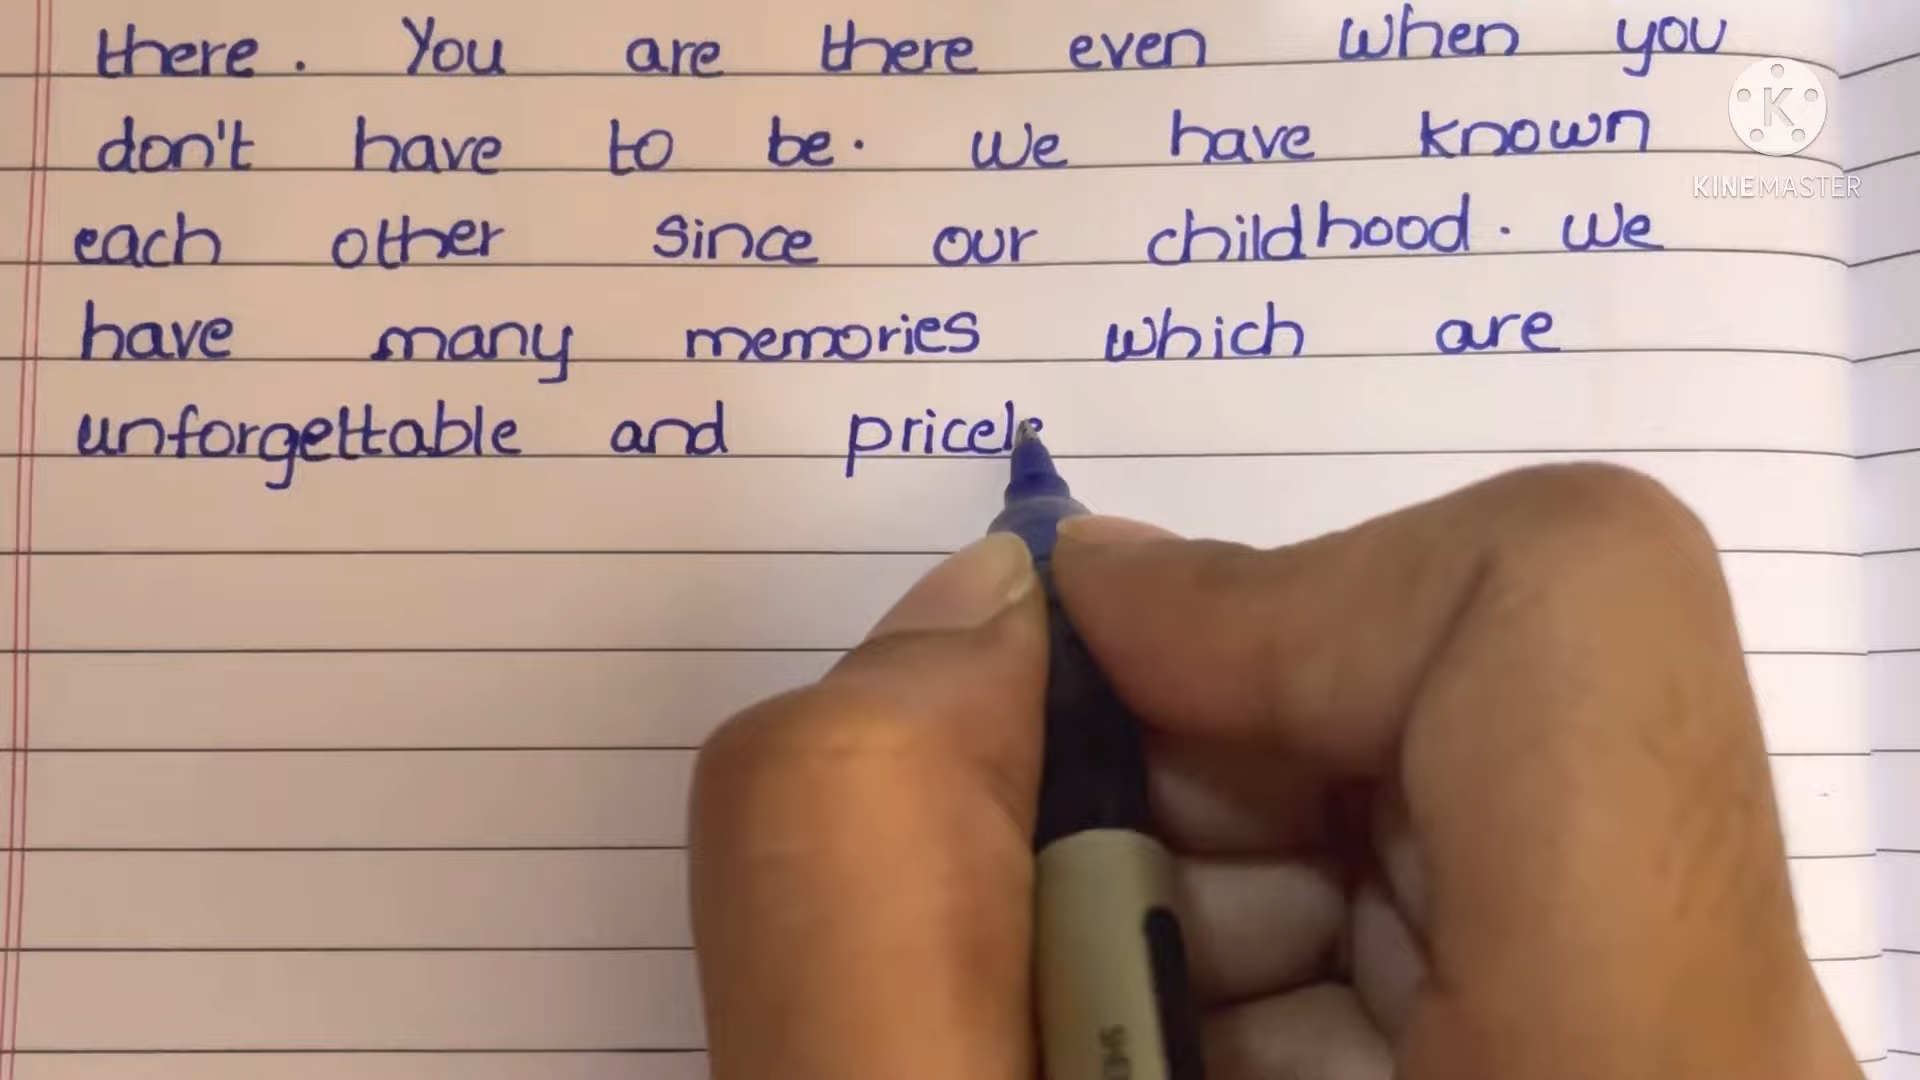 there. You are there even when you
don't have to be. We have known
each other since our childhood. We
have many memories which are
unforgettable and pricele
K
KINEMASTER